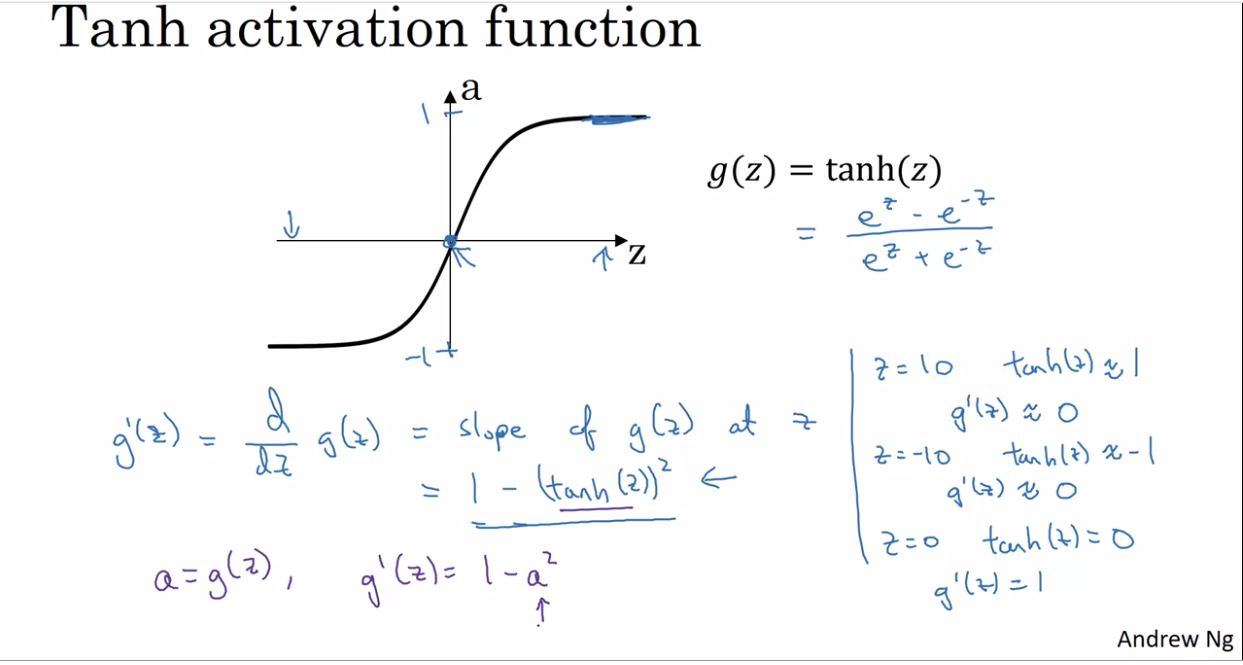 Tanh activation function
a
1
z
-1
g(z) = tanh(z)
= (e^z - e^-z) / (e^z + e^-z)
g'(z) = d/dz g(z) = slope of g(z) at z
= 1 - (tanh(z))²
a = g(z), g'(z) = 1 - a²
z = 10 tanh(z) ≈ 1
g'(z) ≈ 0
z = -10 tanh(z) ≈ -1
g'(z) ≈ 0
z = 0 tanh(z) = 0
g'(z) = 1
Andrew Ng